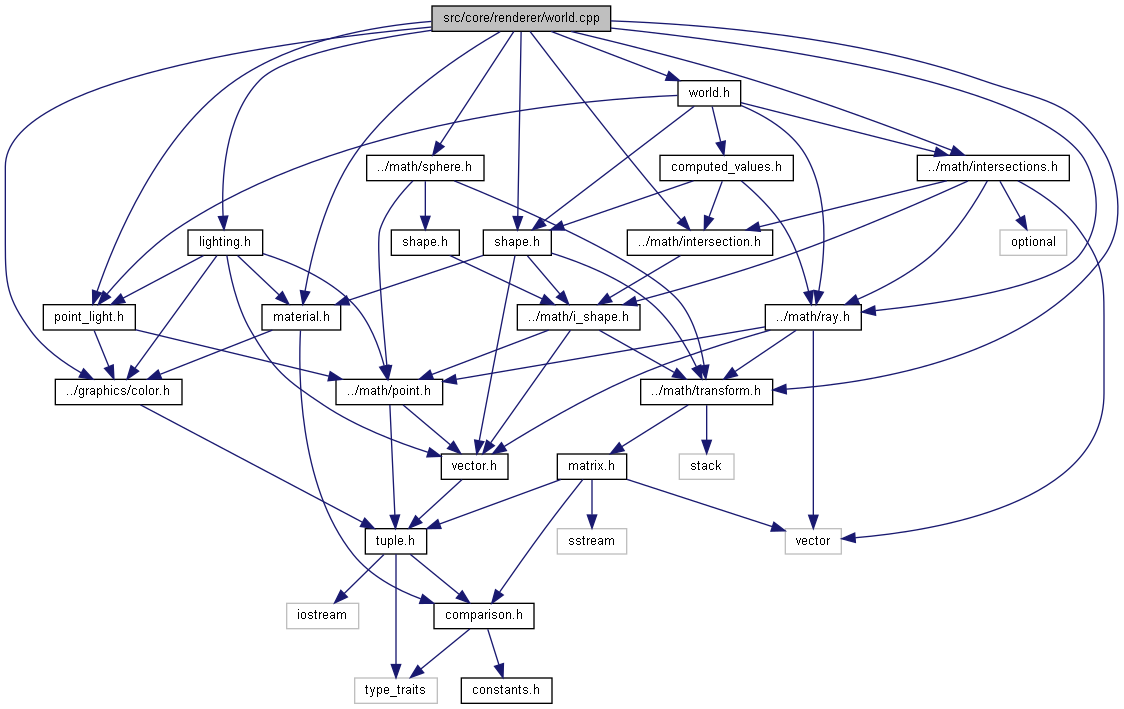 src/core/renderer/world.cpp
world.h
../math/sphere.h
computed_values.h
../math/intersections.h
lighting.h
shape.h
shape.h
../math/intersection.h
optional
point_light.h
material.h
../math/i_shape.h
../math/ray.h
../graphics/color.h
../math/point.h
../math/transform.h
vector.h
matrix.h
stack
tuple.h
sstream
vector
iostream
comparison.h
type_traits
constants.h